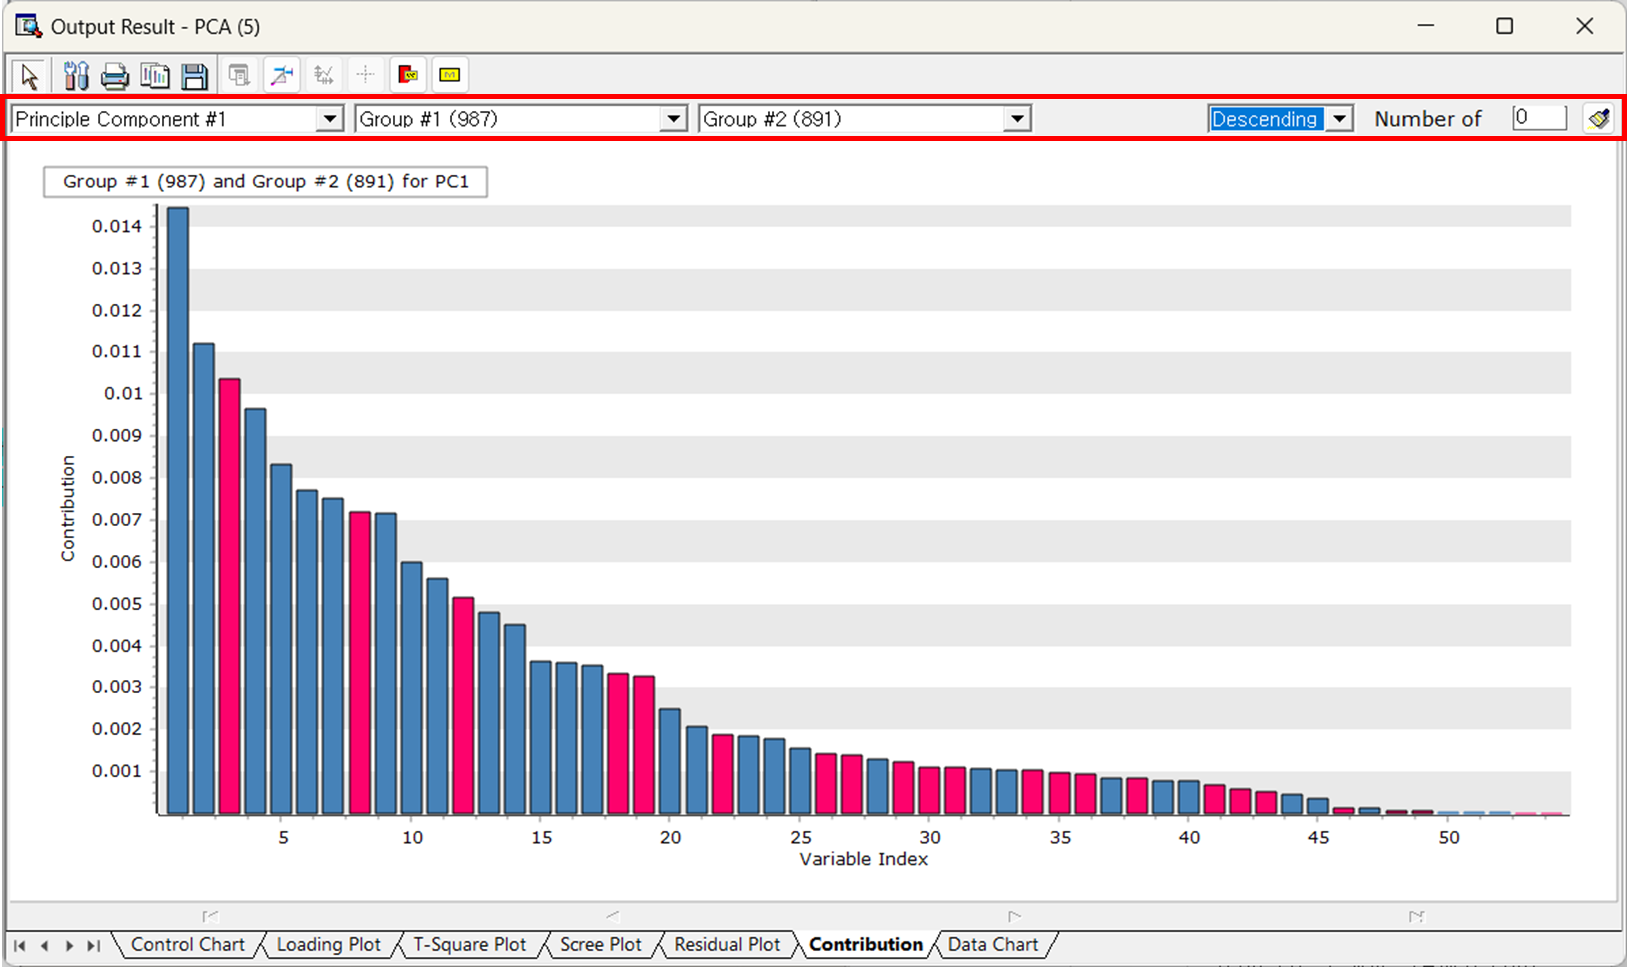 Output Result - PCA (5)
Principle Component #1 Group #1 (987) Group #2 (891) Descending Number of 0
Group #1 (987) and Group #2 (891) for PC1
0.014
0.013
0.012
0.011
0.01
0.009
0.008
0.007
0.006
0.005
0.004
0.003
0.002
0.001
Contribution
5 10 15 20 25 30 35 40 45 50
Variable Index
Control Chart Loading Plot T-Square Plot Scree Plot Residual Plot Contribution Data Chart